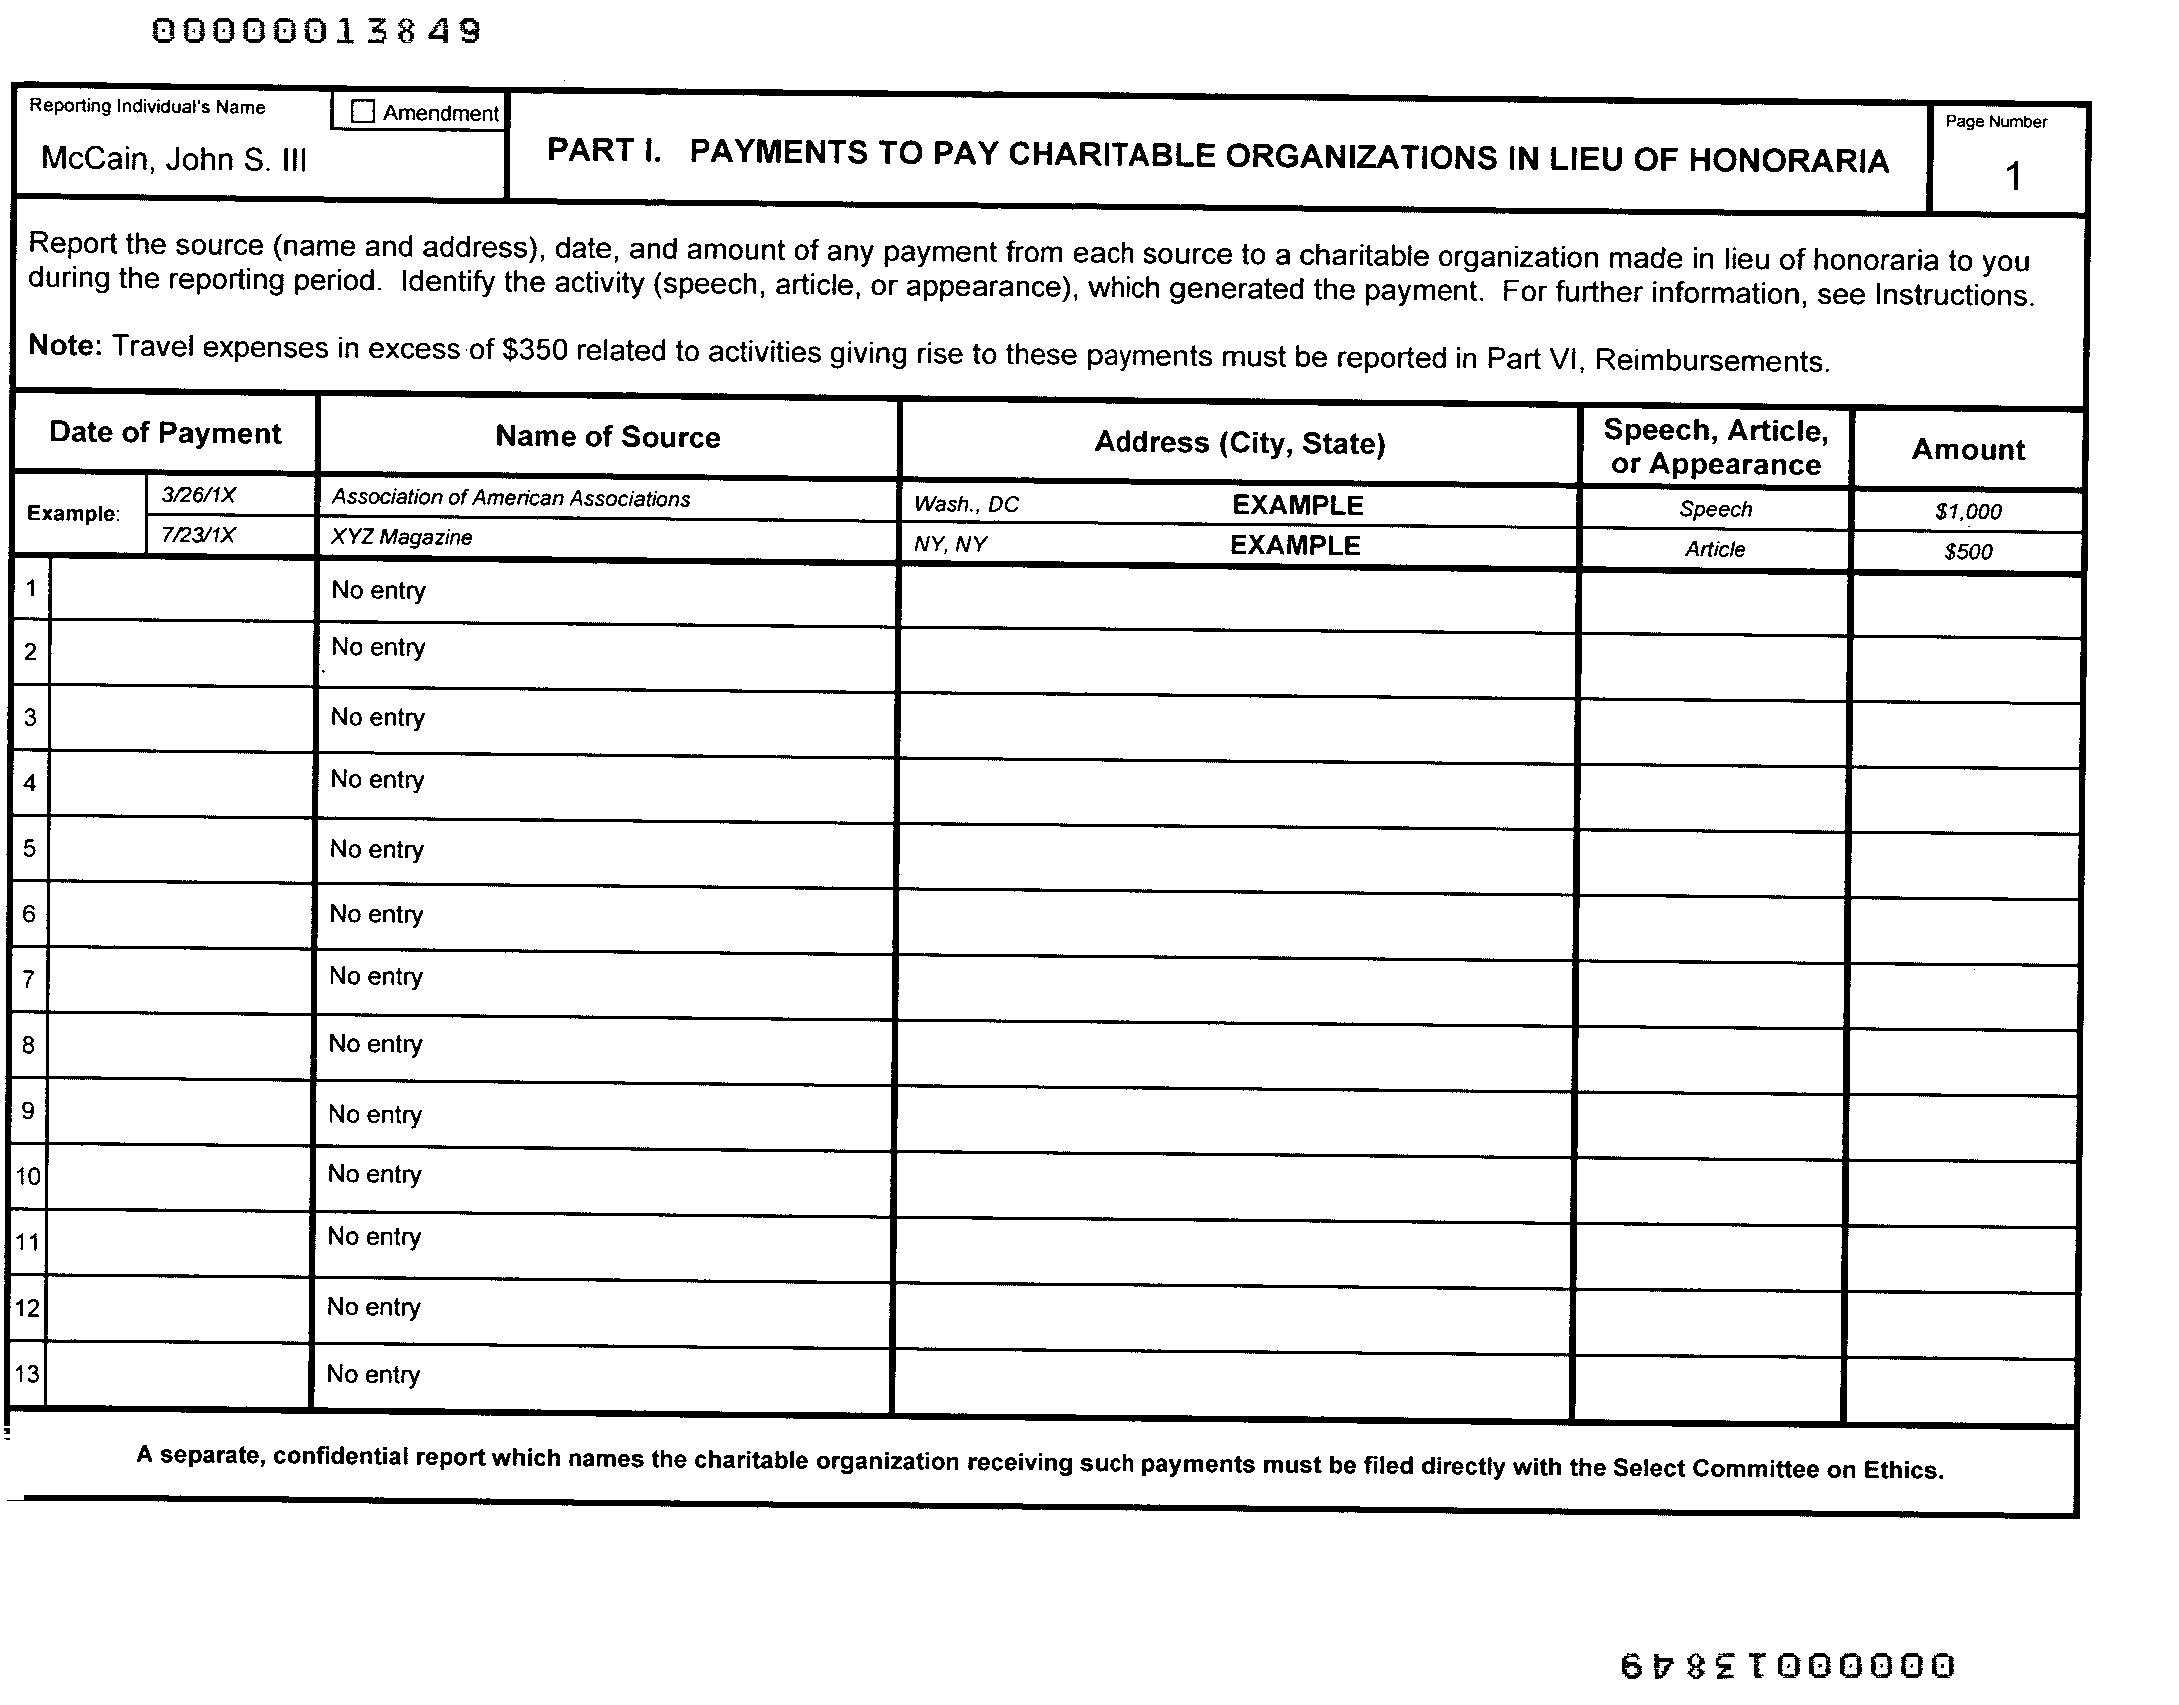 00000013849
Reporting Individual's Name
Amendment
McCain, John S. III
PART I. PAYMENTS TO PAY CHARITABLE ORGANIZATIONS IN LIEU OF HONORARIA
Page Number
1
Report the source (name and address), date, and amount of any payment from each source to a charitable organization made in lieu of honoraria to you
during the reporting period. Identify the activity (speech, article, or appearance), which generated the payment. For further information, see Instructions.
Note: Travel expenses in excess of $350 related to activities giving rise to these payments must be reported in Part VI, Reimbursements.
Date of Payment Name of Source Address (City, State) Speech, Article, or Appearance Amount
Example: 3/26/1X Association of American Associations Wash., DC EXAMPLE Speech $1,000
7/23/1X XYZ Magazine NY, NY EXAMPLE Article $500
1 No entry
2 No entry
3 No entry
4 No entry
5 No entry
6 No entry
7 No entry
8 No entry
9 No entry
10 No entry
11 No entry
12 No entry
13 No entry
A separate, confidential report which names the charitable organization receiving such payments must be filed directly with the Select Committee on Ethics.
00000013849